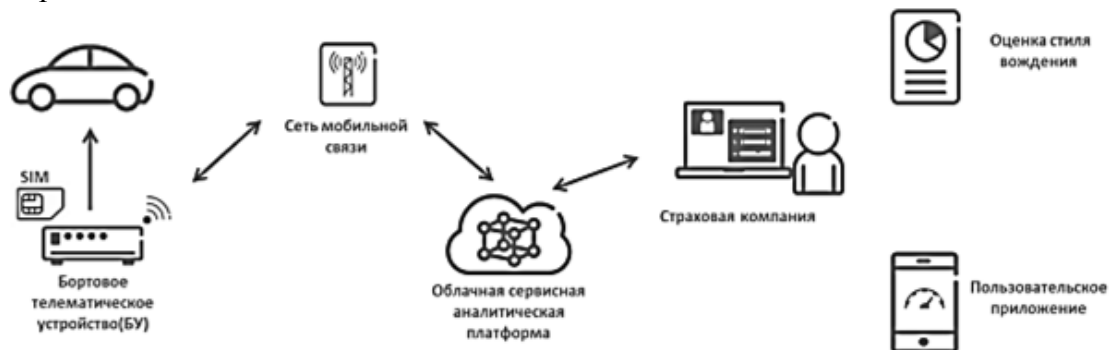 Оценка стиля
вождения
Сеть мобильной
связи
SIM
Страховая компания
Бортовое
телематическое
устройство(БУ)
Облачная сервисная
аналитическая
платформа
Пользовательское
приложение